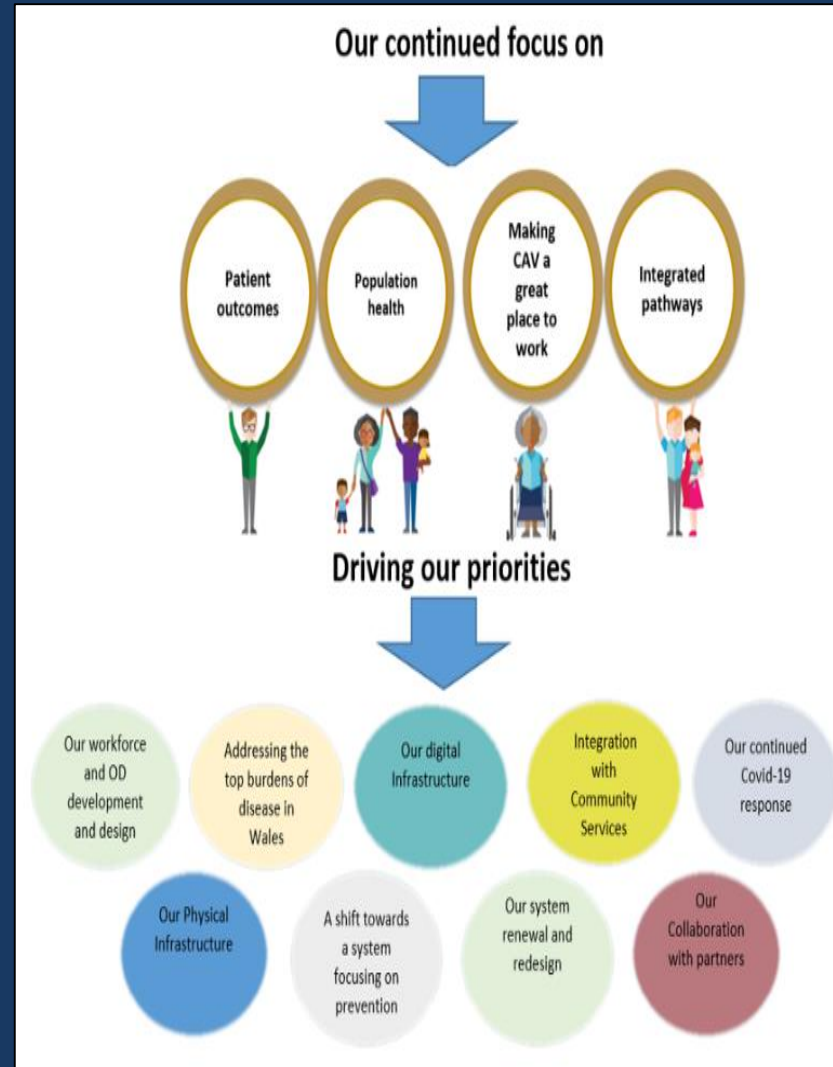 Our continued focus on
Patient
outcomes
Population
health
Making
CAV a
great
place to
work
Integrated
pathways
Driving our priorities
Our workforce
and OD
development
and design
Addressing the
top burdens of
disease in
Wales
Our digital
Infrastructure
Integration
with
Community
Services
Our continued
Covid-19
response
Our Physical
Infrastructure
A shift towards
a system
focusing on
prevention
Our system
renewal and
redesign
Our
Collaboration
with partners